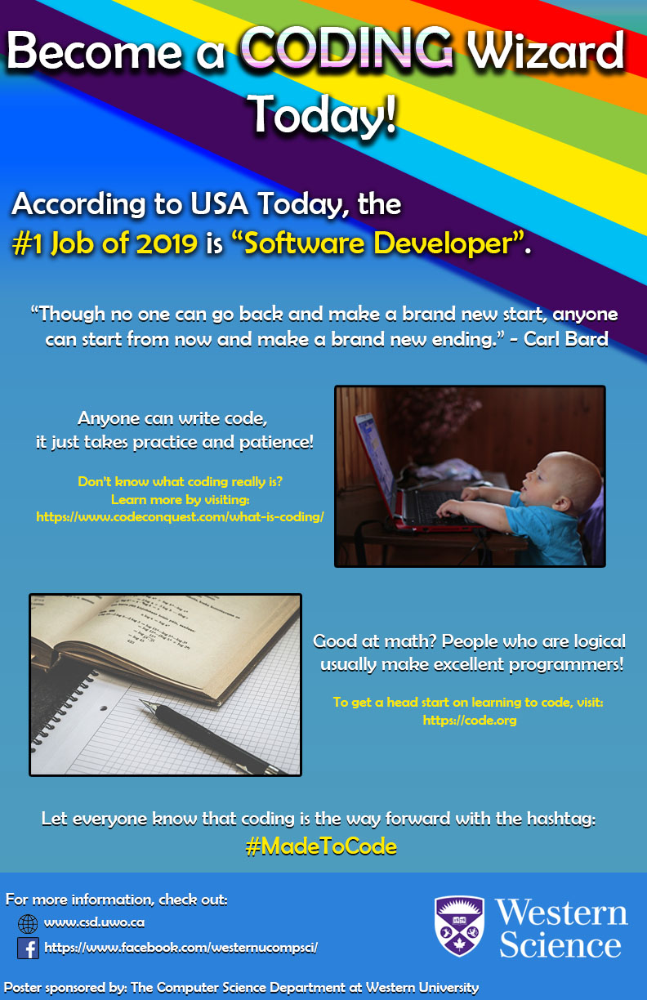 Become a CODING Wizard
Today!
According to USA Today, the
#1 Job of 2019 is “Software Developer”.
“Though no one can go back and make a brand new start, anyone
can start from now and make a brand new ending.” - Carl Bard
Anyone can write code,
it just takes practice and patience!
Don’t know what coding really is?
Learn more by visiting:
https://www.codeconquest.com/what-is-coding/
Good at math? People who are logical
usually make excellent programmers!
To get a head start on learning to code, visit:
https://code.org
Let everyone know that coding is the way forward with the hashtag:
#MadeToCode
For more information, check out:
www.csd.uwo.ca
https://www.facebook.com/westernucompsci/
Western
Science
Poster sponsored by: The Computer Science Department at Western University